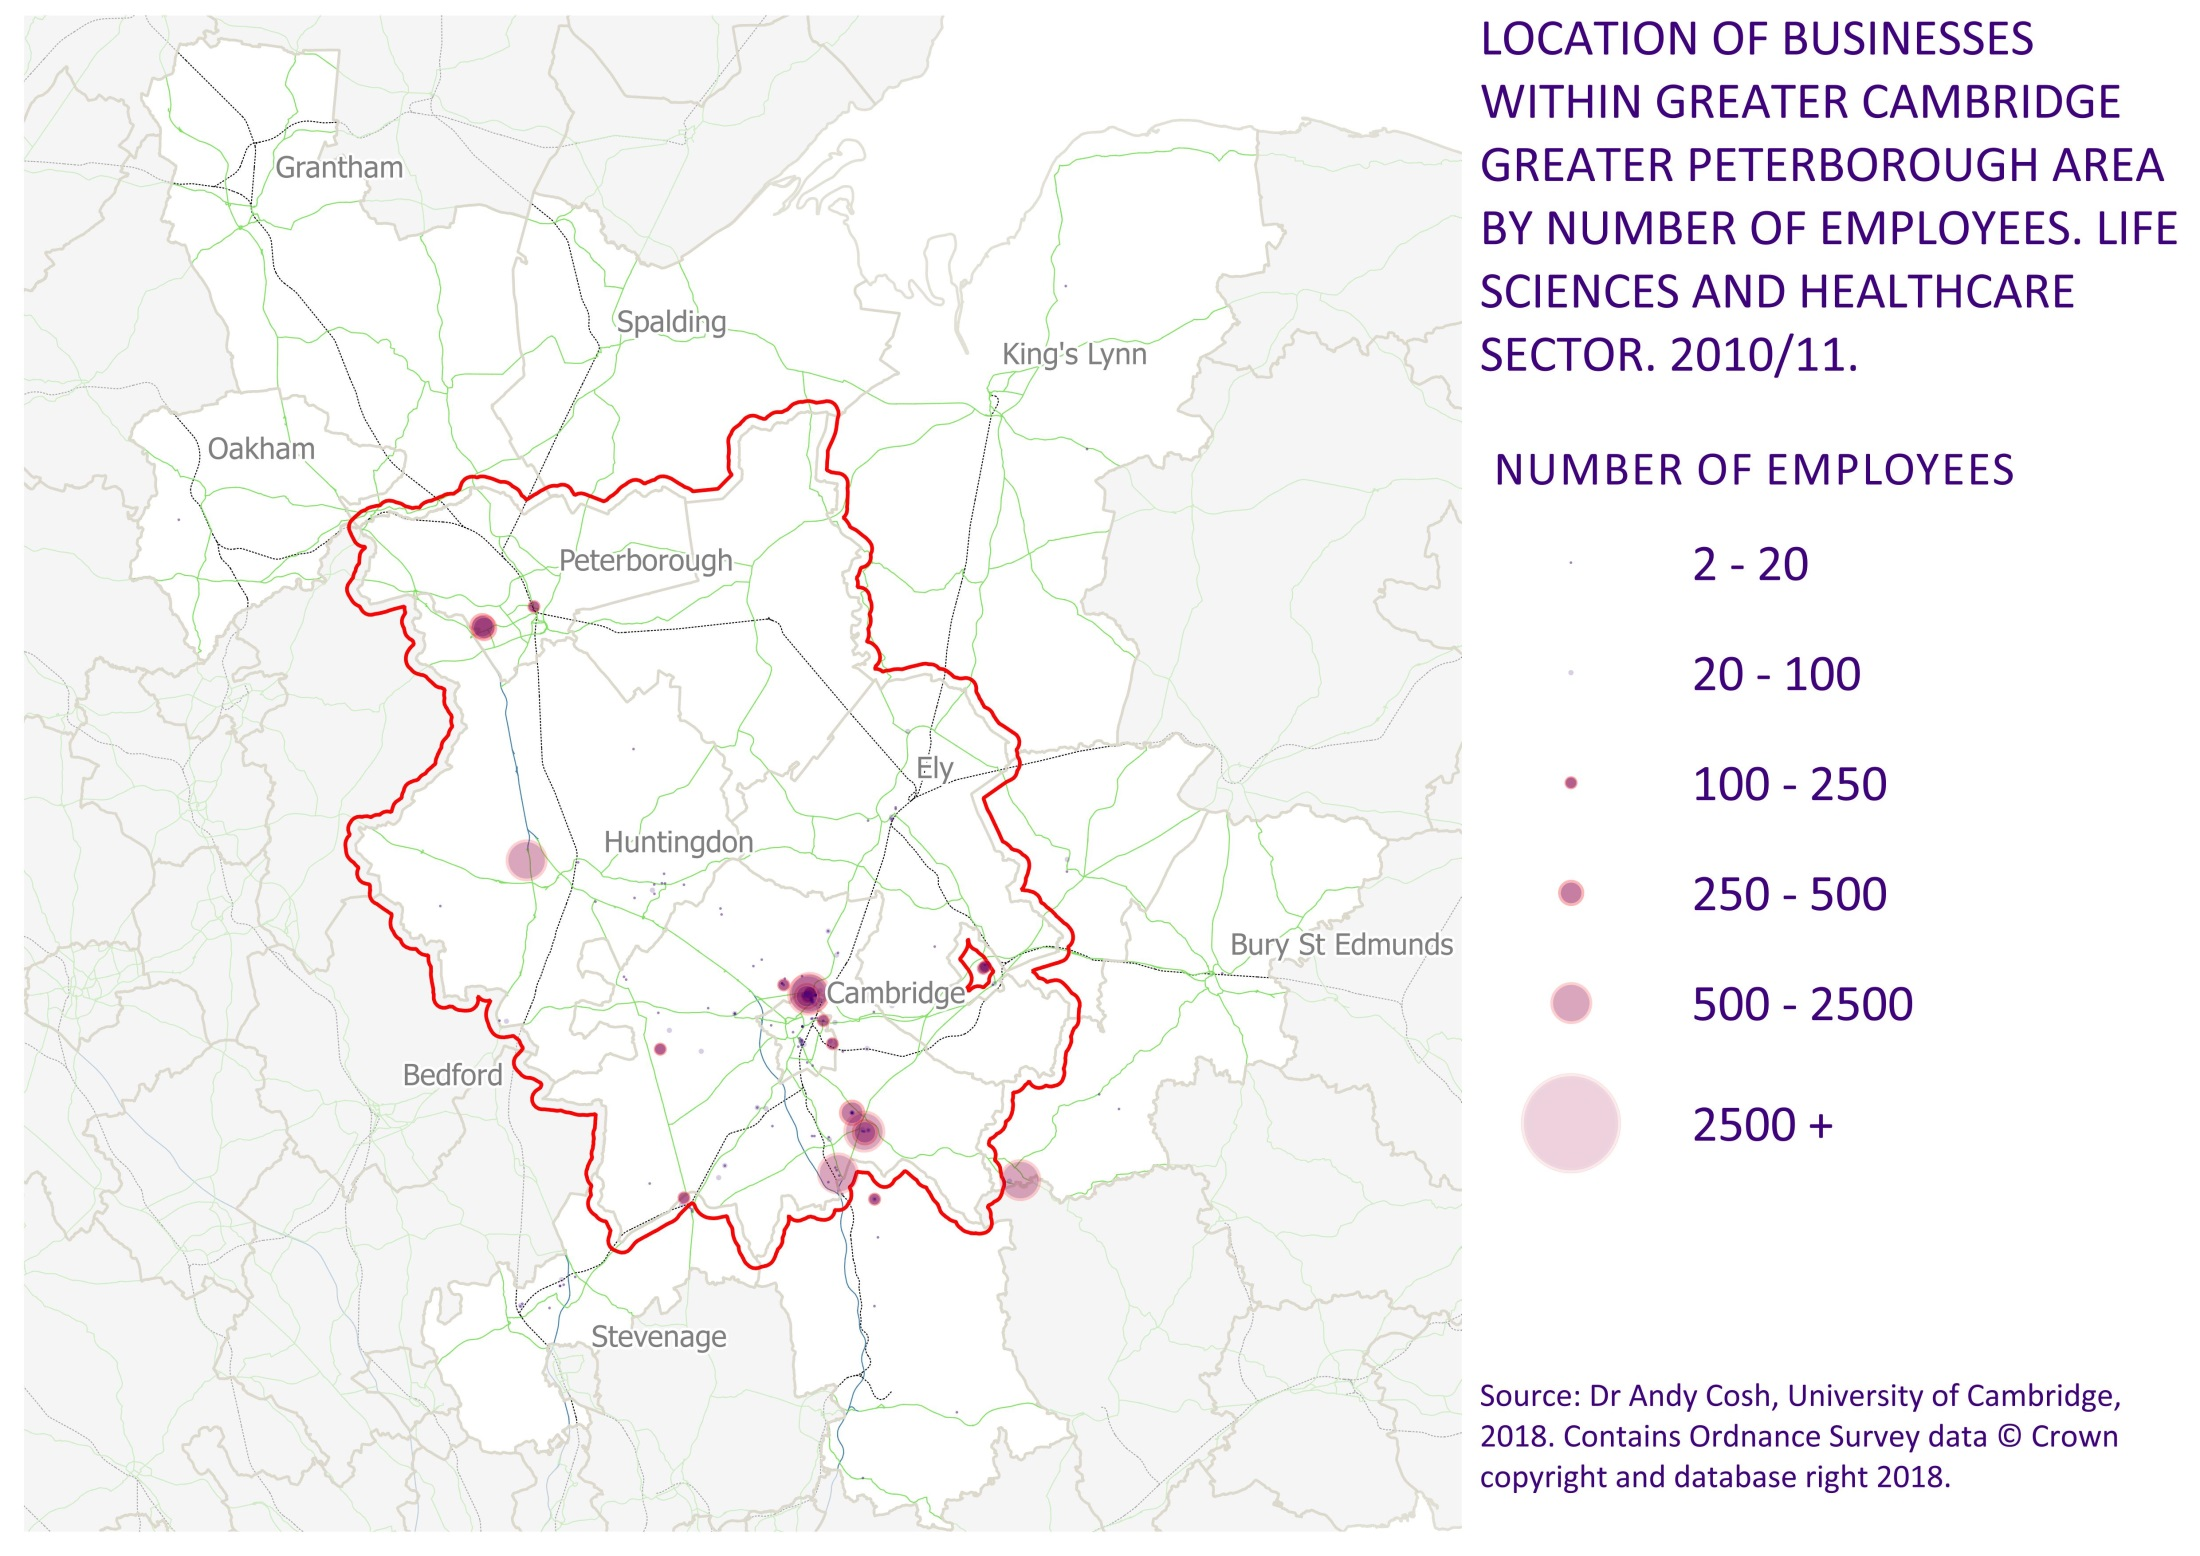 LOCATION OF BUSINESSES
WITHIN GREATER CAMBRIDGE
GREATER PETERBOROUGH AREA
BY NUMBER OF EMPLOYEES. LIFE
SCIENCES AND HEALTHCARE
SECTOR. 2010/11.
NUMBER OF EMPLOYEES
2 - 20
20 - 100
100 - 250
250 - 500
500 - 2500
2500 +
Source: Dr Andy Cosh, University of Cambridge,
2018. Contains Ordnance Survey data © Crown
copyright and database right 2018.
Grantham
Spalding
King's Lynn
Oakham
Peterborough
Ely
Huntingdon
Bury St Edmunds
Cambridge
Bedford
Stevenage